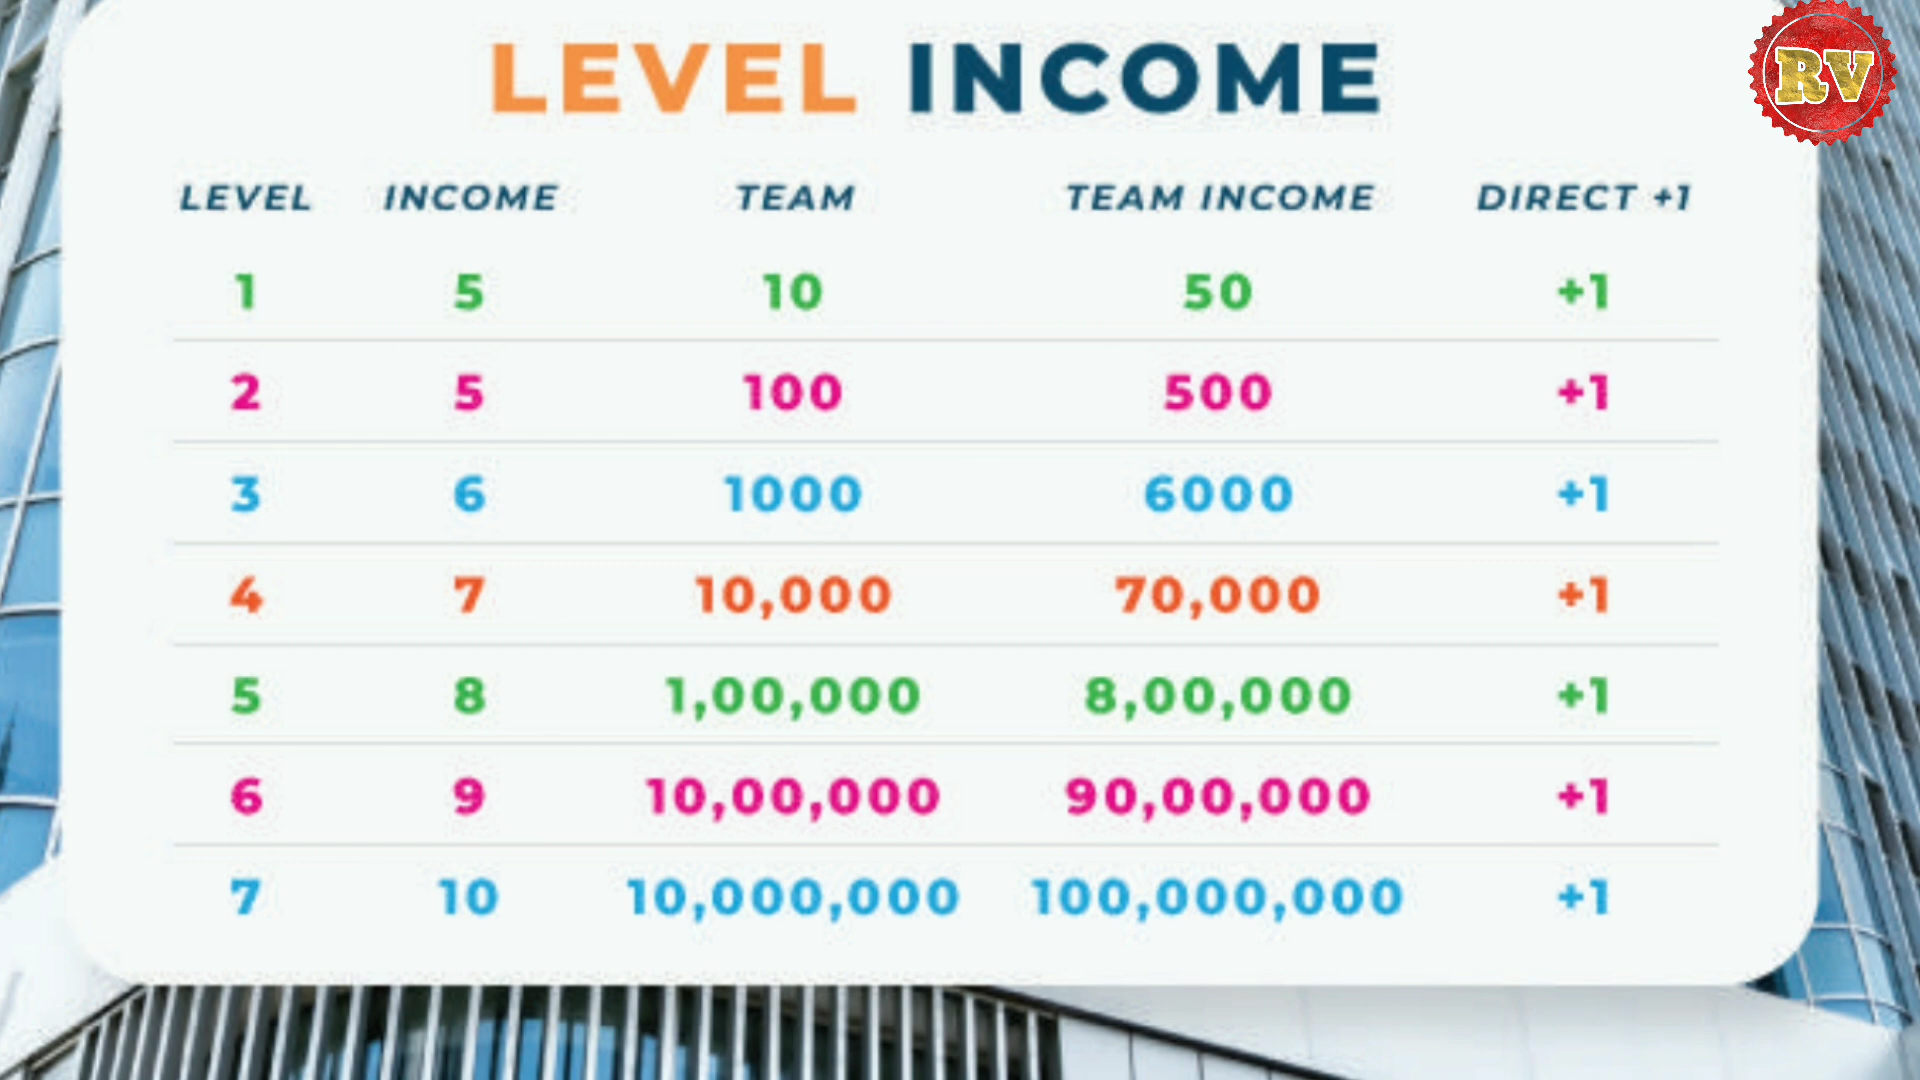 LEVEL INCOME
RV
LEVEL INCOME TEAM TEAM INCOME DIRECT +1
1 5 10 50 +1
2 5 100 500 +1
3 6 1000 6000 +1
4 7 10,000 70,000 +1
5 8 1,00,000 8,00,000 +1
6 9 10,00,000 90,00,000 +1
7 10 10,000,000 100,000,000 +1